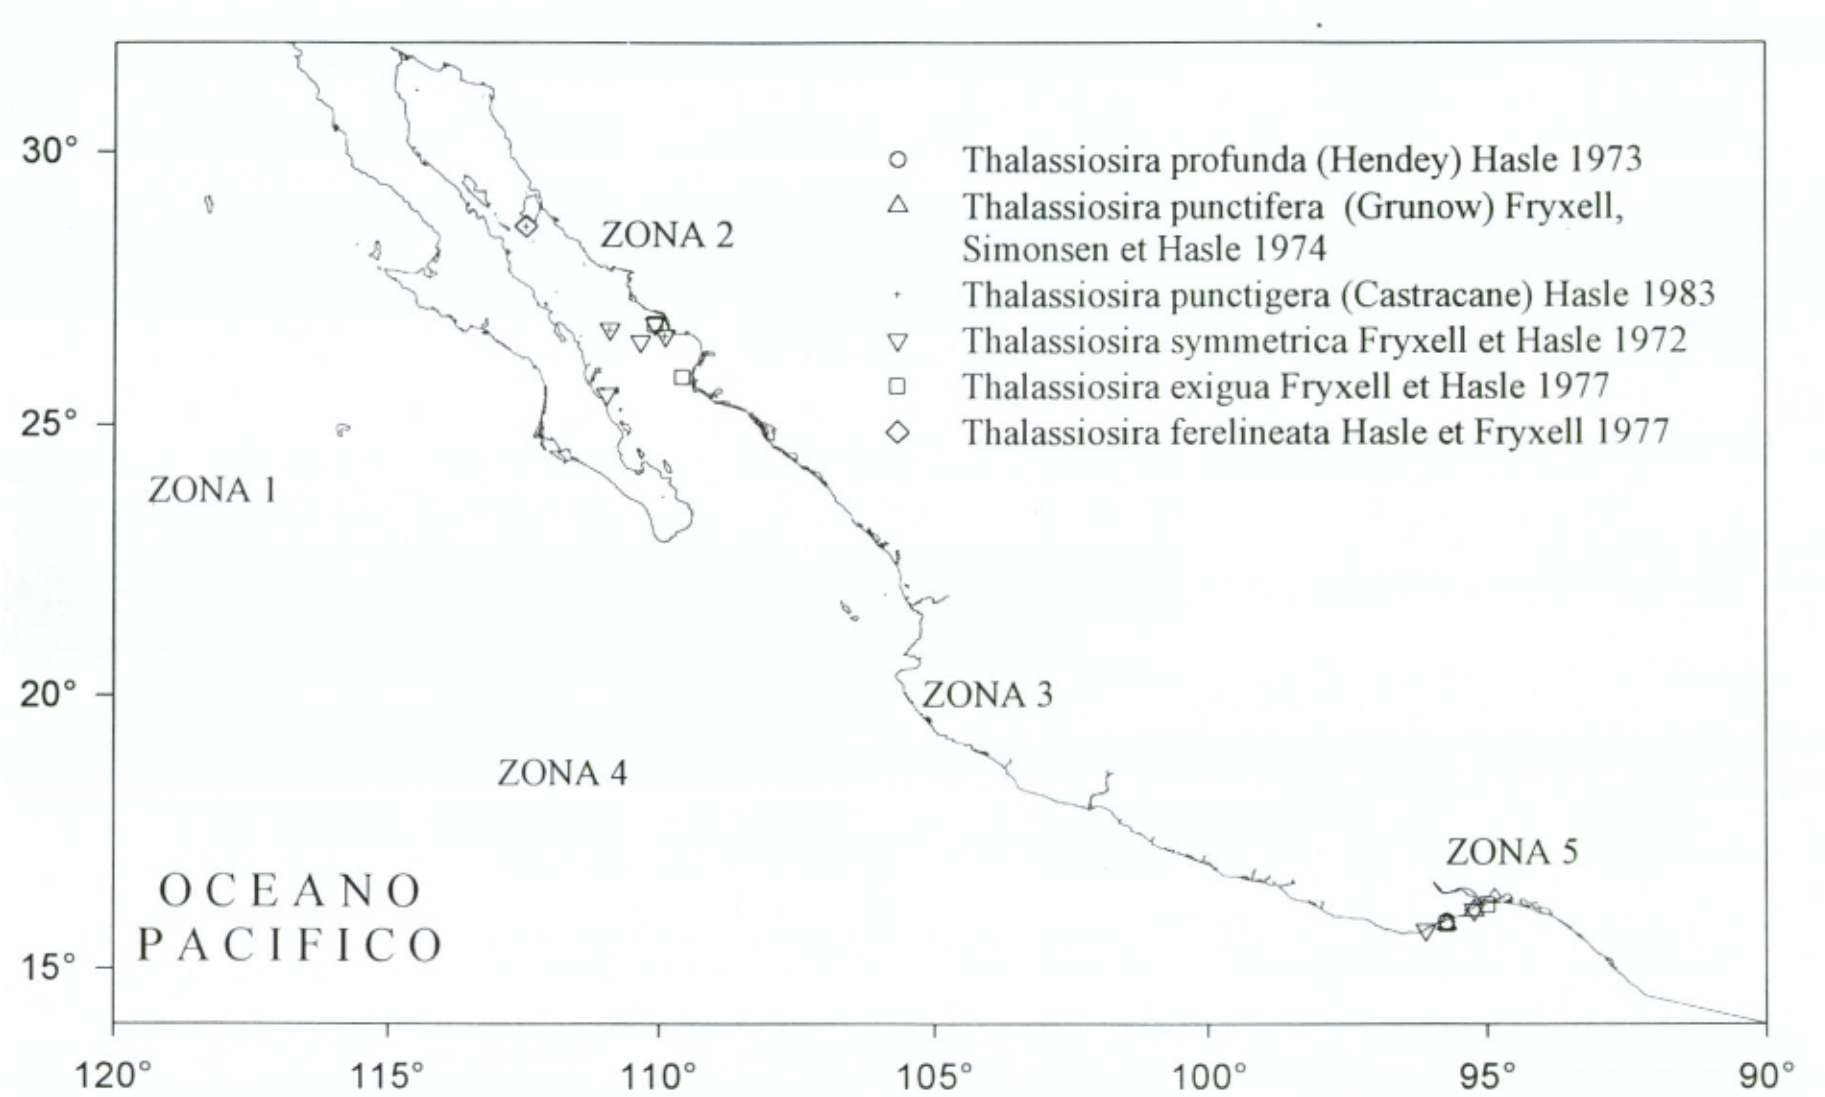 30°
25°
20°
15°
ZONA 2
Thalassiosira profunda (Hendey) Hasle 1973
Thalassiosira punctifera (Grunow) Fryxell,
Simonsen et Hasle 1974
Thalassiosira punctigera (Castracane) Hasle 1983
Thalassiosira symmetrica Fryxell et Hasle 1972
Thalassiosira exigua Fryxell et Hasle 1977
Thalassiosira ferelineata Hasle et Fryxell 1977
ZONA 1
ZONA 3
ZONA 4
ZONA 5
OCEANO
PACIFICO
120° 115° 110° 105° 100° 95° 90°